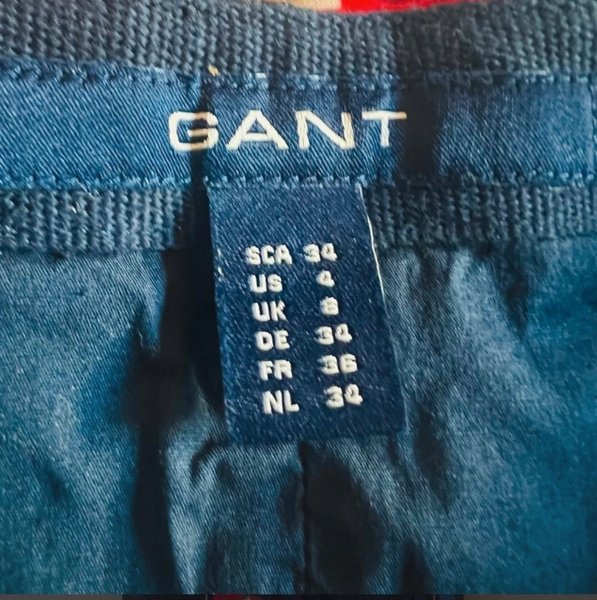 GANT
SCA 34
US 4
UK 8
DE 34
FR 36
NL 34